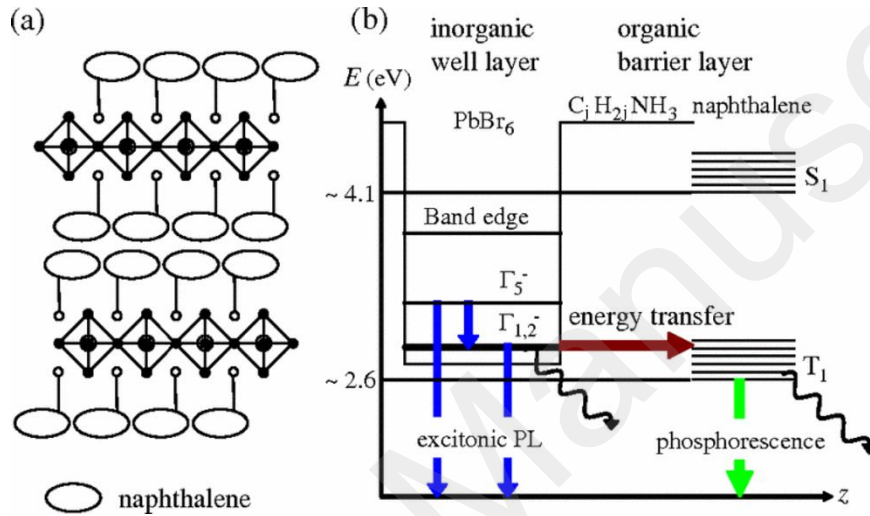 (a)
naphthalene
(b)
inorganic
well layer
organic
barrier layer
E (eV)
PbBr₆
CⱼH₂ⱼNH₃
naphthalene
S₁
~ 4.1
Band edge
Γ₅⁻
Γ₁,₂⁻
energy transfer
T₁
~ 2.6
excitonic PL
phosphorescence
z
Manus